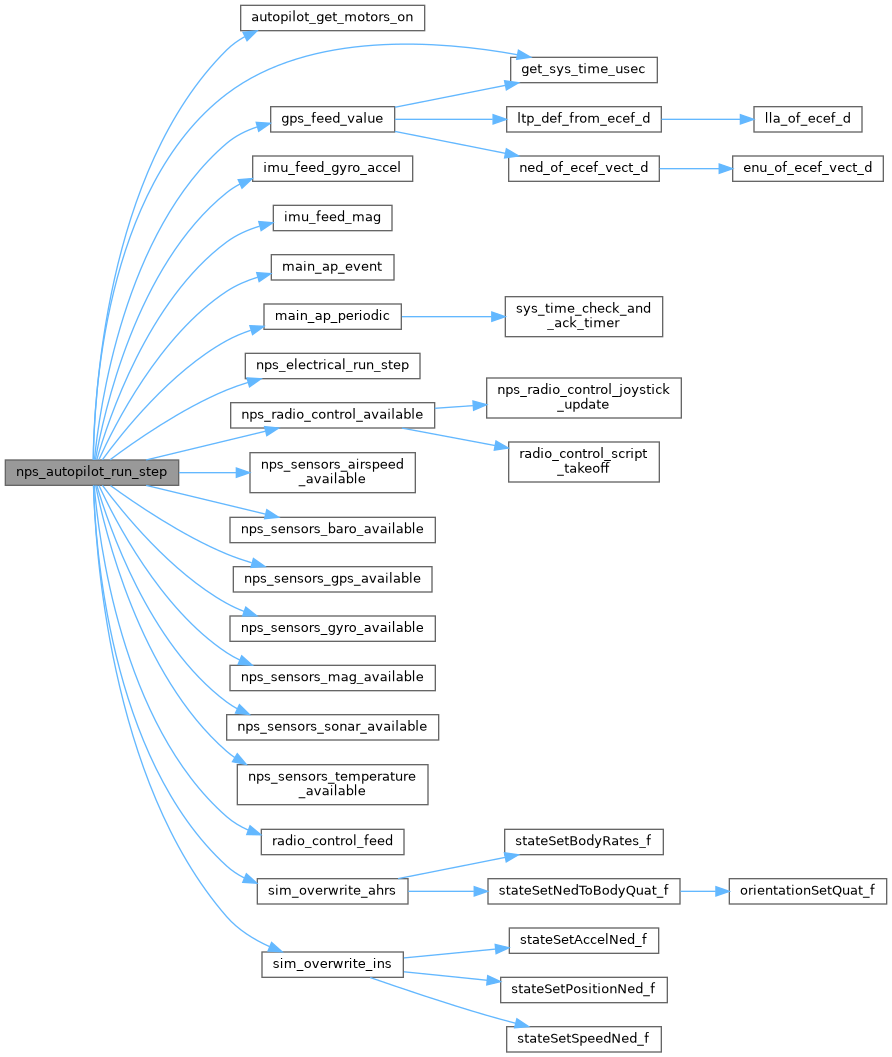 autopilot_get_motors_on
get_sys_time_usec
gps_feed_value
ltp_def_from_ecef_d
lla_of_ecef_d
imu_feed_gyro_accel
ned_of_ecef_vect_d
enu_of_ecef_vect_d
imu_feed_mag
main_ap_event
main_ap_periodic
sys_time_check_and
_ack_timer
nps_electrical_run_step
nps_radio_control_available
nps_radio_control_joystick
_update
radio_control_script
_takeoff
nps_autopilot_run_step
nps_sensors_airspeed
_available
nps_sensors_baro_available
nps_sensors_gps_available
nps_sensors_gyro_available
nps_sensors_mag_available
nps_sensors_sonar_available
nps_sensors_temperature
_available
radio_control_feed
stateSetBodyRates_f
sim_overwrite_ahrs
stateSetNedToBodyQuat_f
orientationSetQuat_f
stateSetAccelNed_f
sim_overwrite_ins
stateSetPositionNed_f
stateSetSpeedNed_f